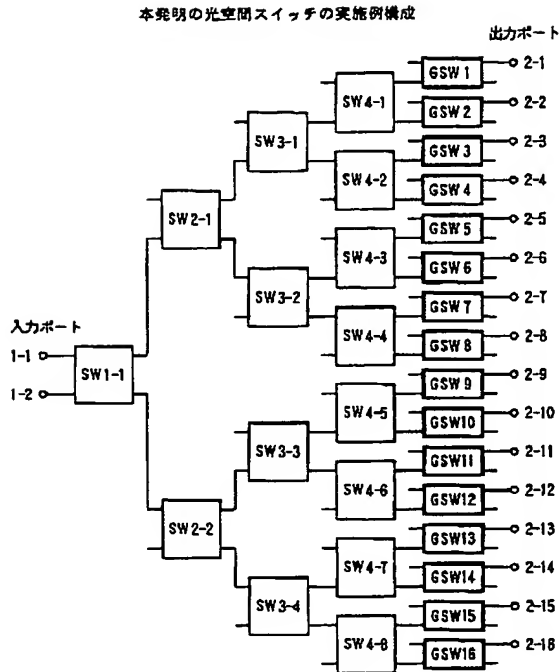 本発明の光空間スイッチの実施例構成
出力ポート
GSW1 2-1
GSW2 2-2
GSW3 2-3
GSW4 2-4
GSW5 2-5
GSW6 2-6
GSW7 2-7
GSW8 2-8
GSW9 2-9
GSW10 2-10
GSW11 2-11
GSW12 2-12
GSW13 2-13
GSW14 2-14
GSW15 2-15
GSW16 2-16
SW4-1
SW4-2
SW4-3
SW4-4
SW4-5
SW4-6
SW4-7
SW4-8
SW3-1
SW3-2
SW3-3
SW3-4
SW2-1
SW2-2
入力ポート
1-1
1-2
SW1-1